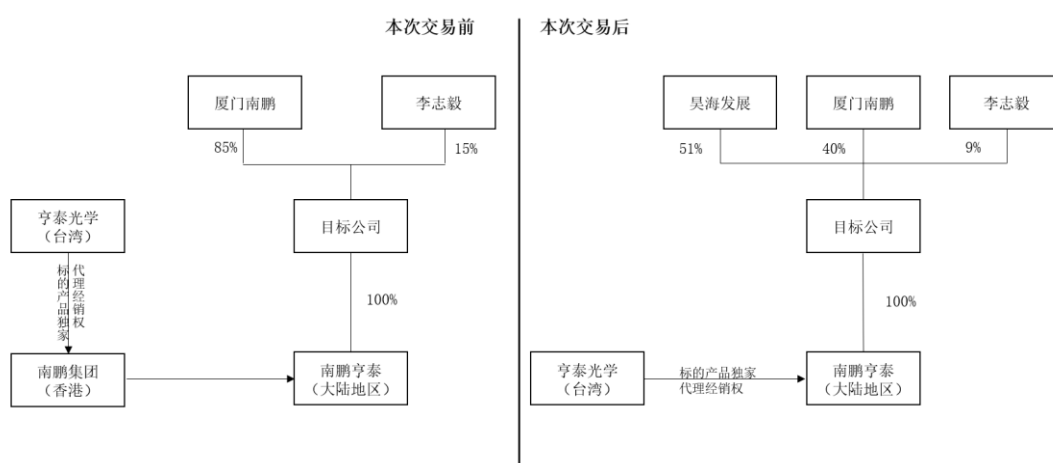 本次交易前
厦门南鹏
李志毅
85%
15%
亨泰光学
（台湾）
目标公司
标的产品独家
代理经销权
100%
南鹏集团
（香港）
南鹏亨泰
（大陆地区）
本次交易后
昊海发展
厦门南鹏
李志毅
51%
40%
9%
目标公司
100%
亨泰光学
（台湾）
标的产品独家
代理经销权
南鹏亨泰
（大陆地区）